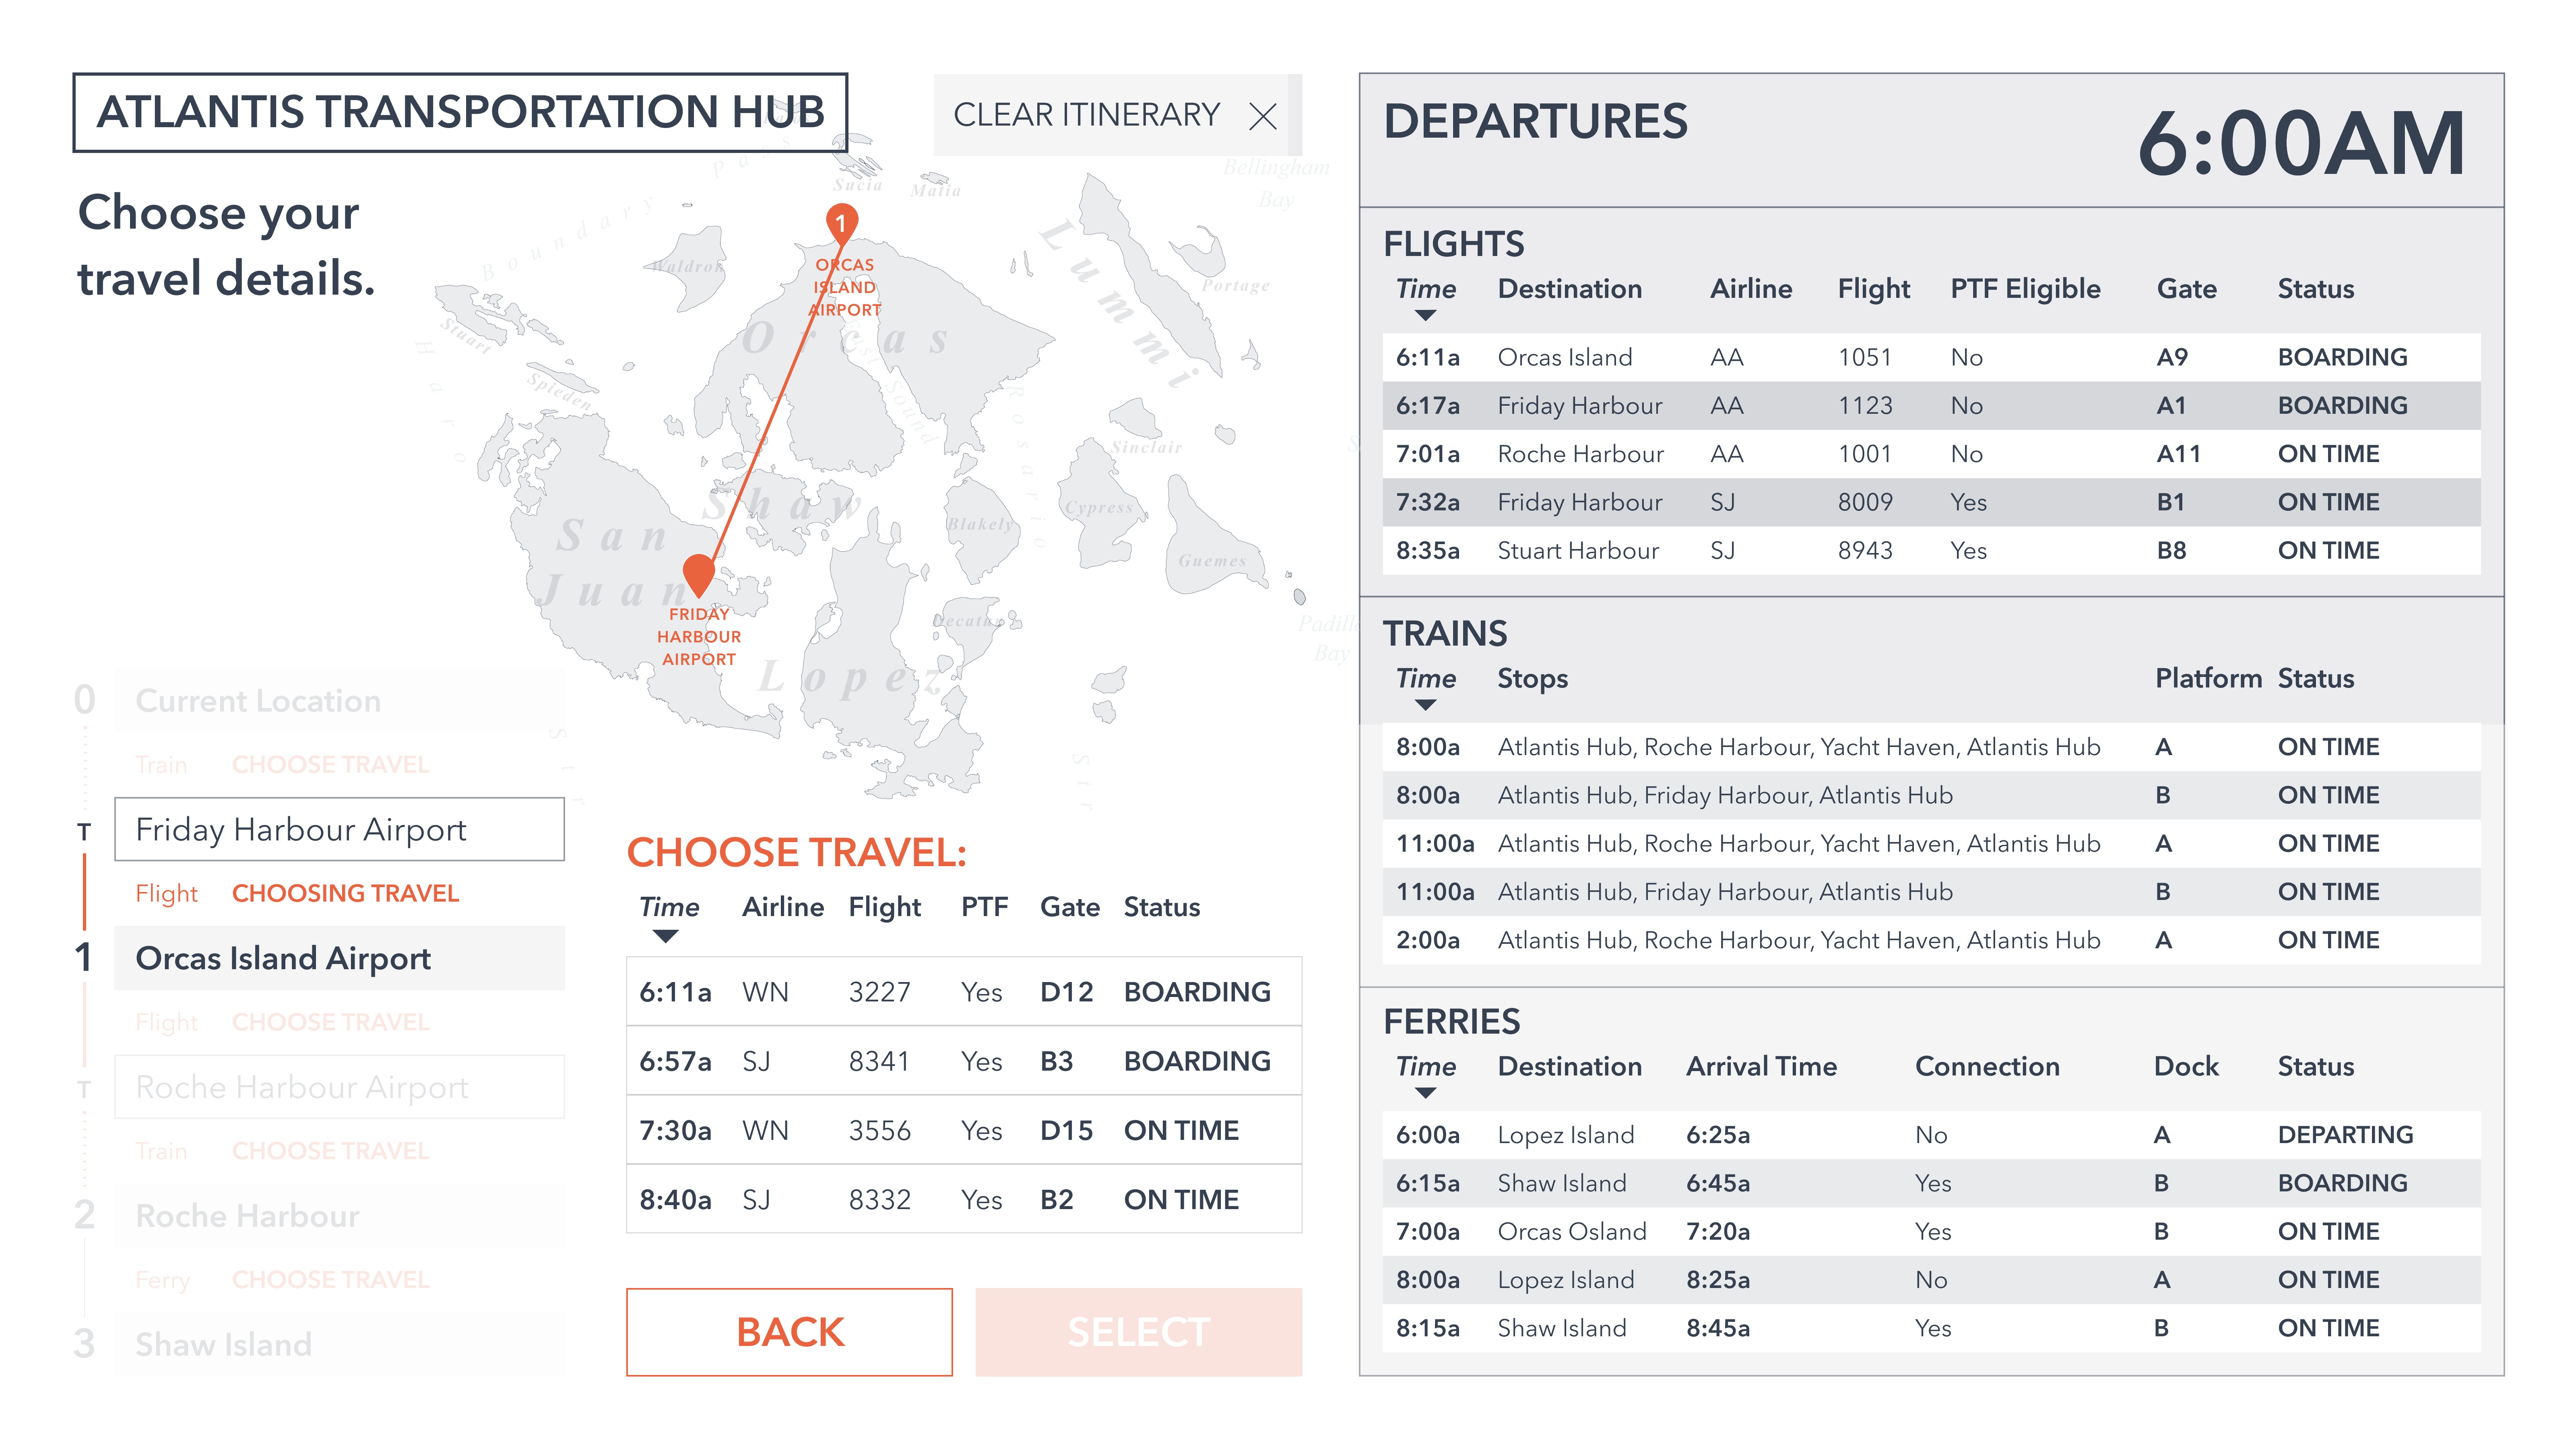 ATLANTIS TRANSPORTATION HUB
CLEAR ITINERARY
Choose your
travel details.
Boundary Pass
Sucia
Matia
Bellingham
Bay
1
ORCAS
ISLAND
AIRPORT
Waldron
Lummi
Portage
Orcas
East Sound
Stuart
Spieden
Haro
Rosario
Sinclair
Shaw
San
Juan
Blakely
Cypress
Guemes
FRIDAY
HARBOUR
AIRPORT
Decatur
Lopez
Bay
Str
Str
0 Current Location
Train CHOOSE TRAVEL
T Friday Harbour Airport
Flight CHOOSING TRAVEL
1 Orcas Island Airport
Flight CHOOSE TRAVEL
T Roche Harbour Airport
Train CHOOSE TRAVEL
2 Roche Harbour
Ferry CHOOSE TRAVEL
3 Shaw Island
CHOOSE TRAVEL:
Time Airline Flight PTF Gate Status
6:11a WN 3227 Yes D12 BOARDING
6:57a SJ 8341 Yes B3 BOARDING
7:30a WN 3556 Yes D15 ON TIME
8:40a SJ 8332 Yes B2 ON TIME
BACK
SELECT
DEPARTURES 6:00AM
FLIGHTS
Time Destination Airline Flight PTF Eligible Gate Status
6:11a Orcas Island AA 1051 No A9 BOARDING
6:17a Friday Harbour AA 1123 No A1 BOARDING
7:01a Roche Harbour AA 1001 No A11 ON TIME
7:32a Friday Harbour SJ 8009 Yes B1 ON TIME
8:35a Stuart Harbour SJ 8943 Yes B8 ON TIME
TRAINS
Time Stops Platform Status
8:00a Atlantis Hub, Roche Harbour, Yacht Haven, Atlantis Hub A ON TIME
8:00a Atlantis Hub, Friday Harbour, Atlantis Hub B ON TIME
11:00a Atlantis Hub, Roche Harbour, Yacht Haven, Atlantis Hub A ON TIME
11:00a Atlantis Hub, Friday Harbour, Atlantis Hub B ON TIME
2:00a Atlantis Hub, Roche Harbour, Yacht Haven, Atlantis Hub A ON TIME
FERRIES
Time Destination Arrival Time Connection Dock Status
6:00a Lopez Island 6:25a No A DEPARTING
6:15a Shaw Island 6:45a Yes B BOARDING
7:00a Orcas Osland 7:20a Yes B ON TIME
8:00a Lopez Island 8:25a No A ON TIME
8:15a Shaw Island 8:45a Yes B ON TIME